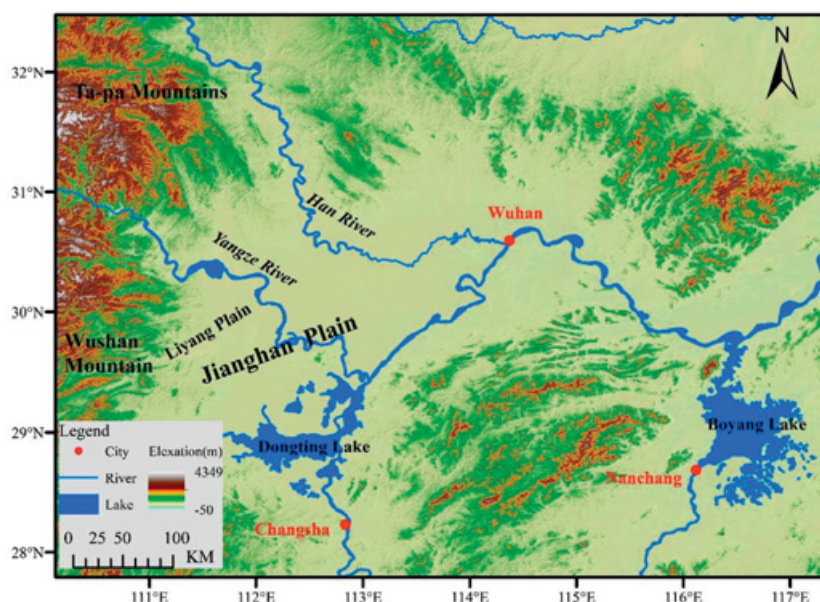 N
32°N
31°N
30°N
29°N
28°N
Ta-pa Mountains
Han River
Wuhan
Yangze River
Liyang Plain
Jianghan Plain
Wushan
Mountain
Dongting Lake
Boyang Lake
Nanchang
Changsha
Legend
City Elcxation(m)
River 4349
Lake -50
0 25 50 100
KM
111°E 112°E 113°E 114°E 115°E 116°E 117°E